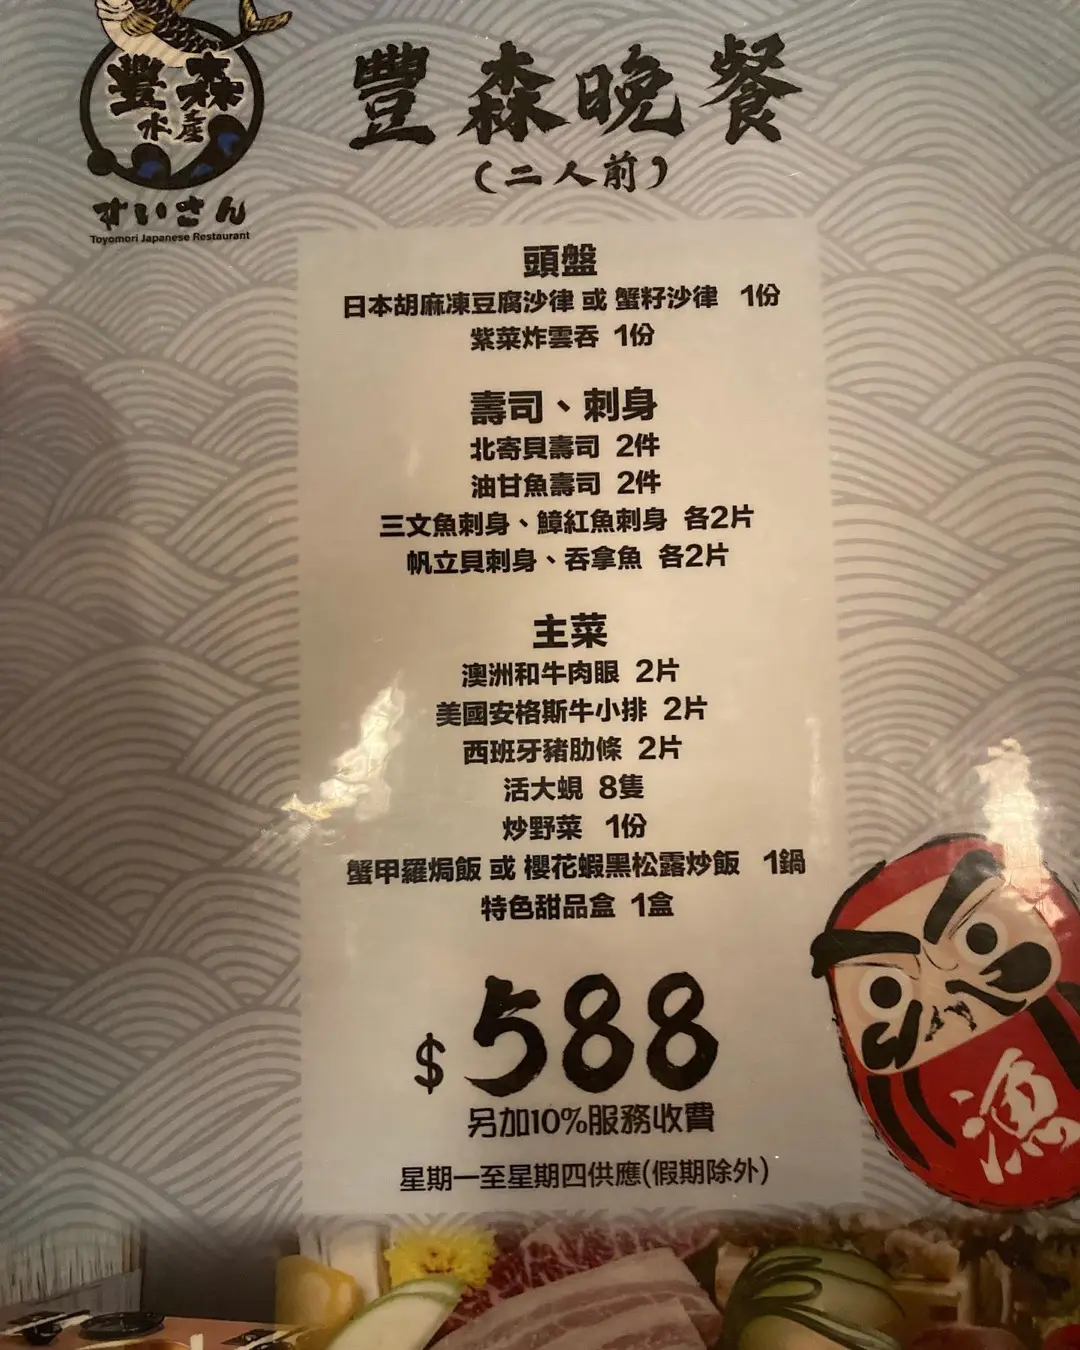 豐森
水産
すいさん
Toyomori Japanese Restaurant
豐森晚餐
(二人前)
頭盤
日本胡麻凍豆腐沙律 或 蟹籽沙律 1份
紫菜炸雲吞 1份
壽司、刺身
北寄貝壽司 2件
油甘魚壽司 2件
三文魚刺身、鱆紅魚刺身 各2片
帆立貝刺身、吞拿魚 各2片
主菜
澳洲和牛肉眼 2片
美國安格斯牛小排 2片
西班牙豬肋條 2片
活大蜆 8隻
炒野菜 1份
蟹甲羅焗飯 或 櫻花蝦黑松露炒飯 1鍋
特色甜品盒 1盒
$588
另加10%服務收費
星期一至星期四供應(假期除外)
漁